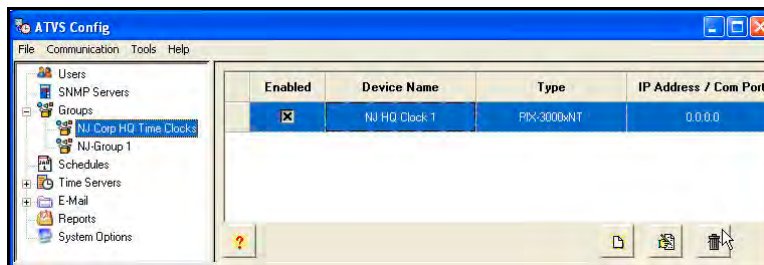 ATVS Config
File Communication Tools Help
Users
SNMP Servers
Groups
NJ Corp HQ Time Clocks
NJ-Group 1
Schedules
Time Servers
E-Mail
Reports
System Options
Enabled Device Name Type IP Address / Com Port
NJ HQ Clock 1 PIX-3000xNT 0.0.0.0
?